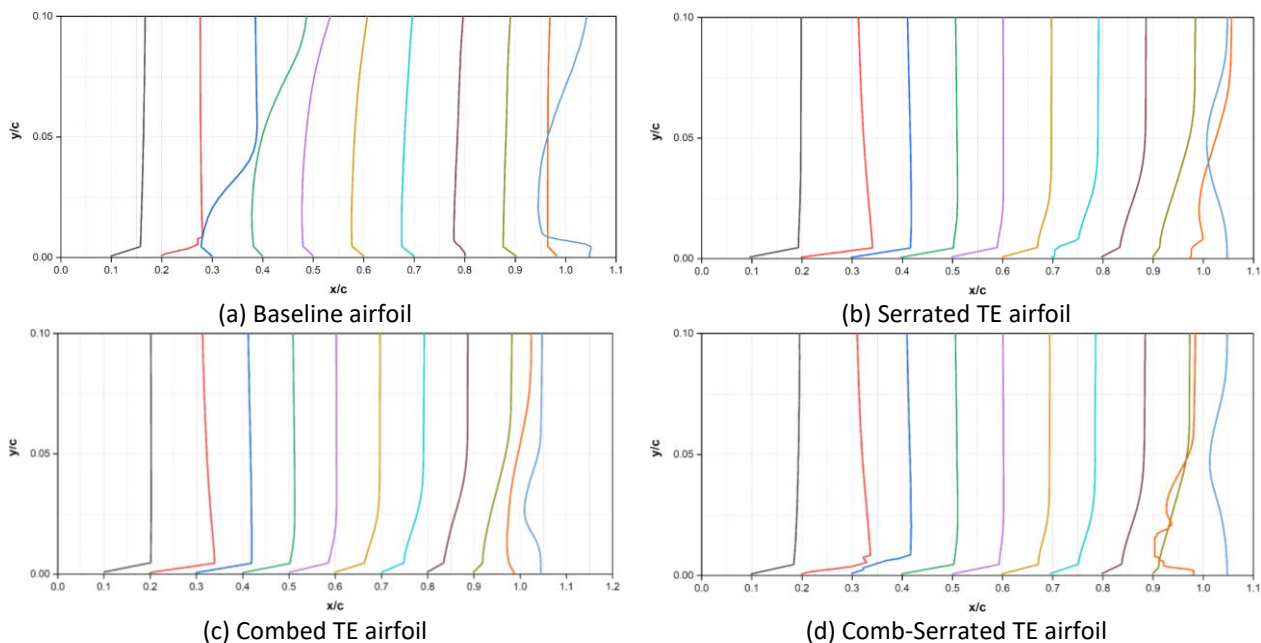 0.10
y/c
0.05
0.00
0.0 0.1 0.2 0.3 0.4 0.5 0.6 0.7 0.8 0.9 1.0 1.1
x/c
(a) Baseline airfoil
0.10
y/c
0.05
0.00
0.0 0.1 0.2 0.3 0.4 0.5 0.6 0.7 0.8 0.9 1.0 1.1
x/c
(b) Serrated TE airfoil
0.10
y/c
0.05
0.00
0.0 0.1 0.2 0.3 0.4 0.5 0.6 0.7 0.8 0.9 1.0 1.1 1.2
x/c
(c) Combed TE airfoil
0.10
y/c
0.05
0.00
0.0 0.1 0.2 0.3 0.4 0.5 0.6 0.7 0.8 0.9 1.0 1.1
x/c
(d) Comb-Serrated TE airfoil